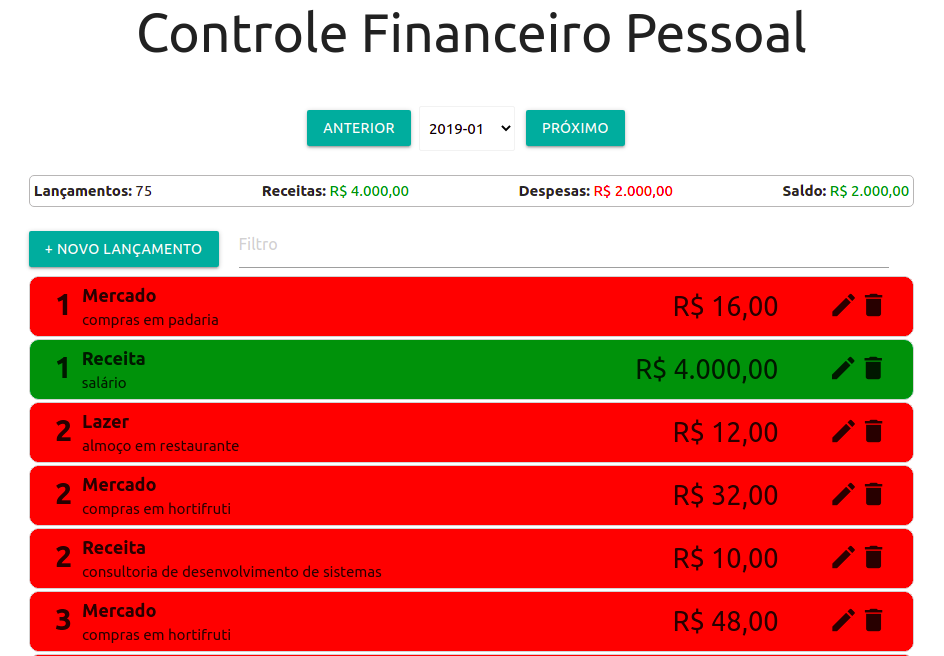 Controle Financeiro Pessoal
ANTERIOR 2019-01 PRÓXIMO
Lançamentos: 75 Receitas: R$ 4.000,00 Despesas: R$ 2.000,00 Saldo: R$ 2.000,00
+ NOVO LANÇAMENTO Filtro
1 Mercado R$ 16,00
compras em padaria
1 Receita R$ 4.000,00
salário
2 Lazer R$ 12,00
almoço em restaurante
2 Mercado R$ 32,00
compras em hortifruti
2 Receita R$ 10,00
consultoria de desenvolvimento de sistemas
3 Mercado R$ 48,00
compras em hortifruti